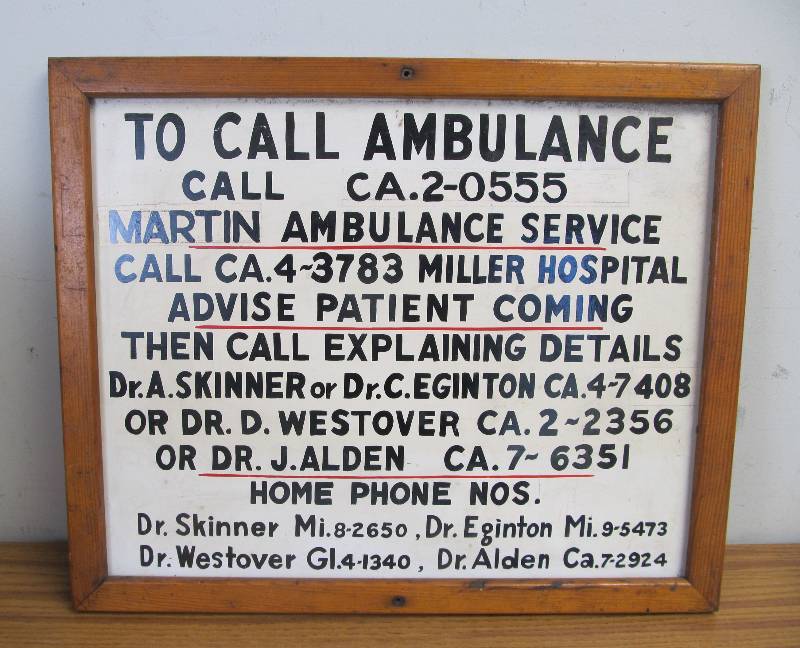 TO CALL AMBULANCE
CALL CA.2-0555
MARTIN AMBULANCE SERVICE
CALL CA.4~3783 MILLER HOSPITAL
ADVISE PATIENT COMING
THEN CALL EXPLAINING DETAILS
Dr.A.SKINNER or Dr.C.EGINTON CA.4-7408
OR DR. D. WESTOVER CA. 2~2356
OR DR. J.ALDEN CA. 7~ 6351
HOME PHONE NOS.
Dr. Skinner Mi.8-2650 , Dr. Eginton Mi. 9-5473
Dr. Westover Gl.4-1340 , Dr. Alden Ca.7-2924